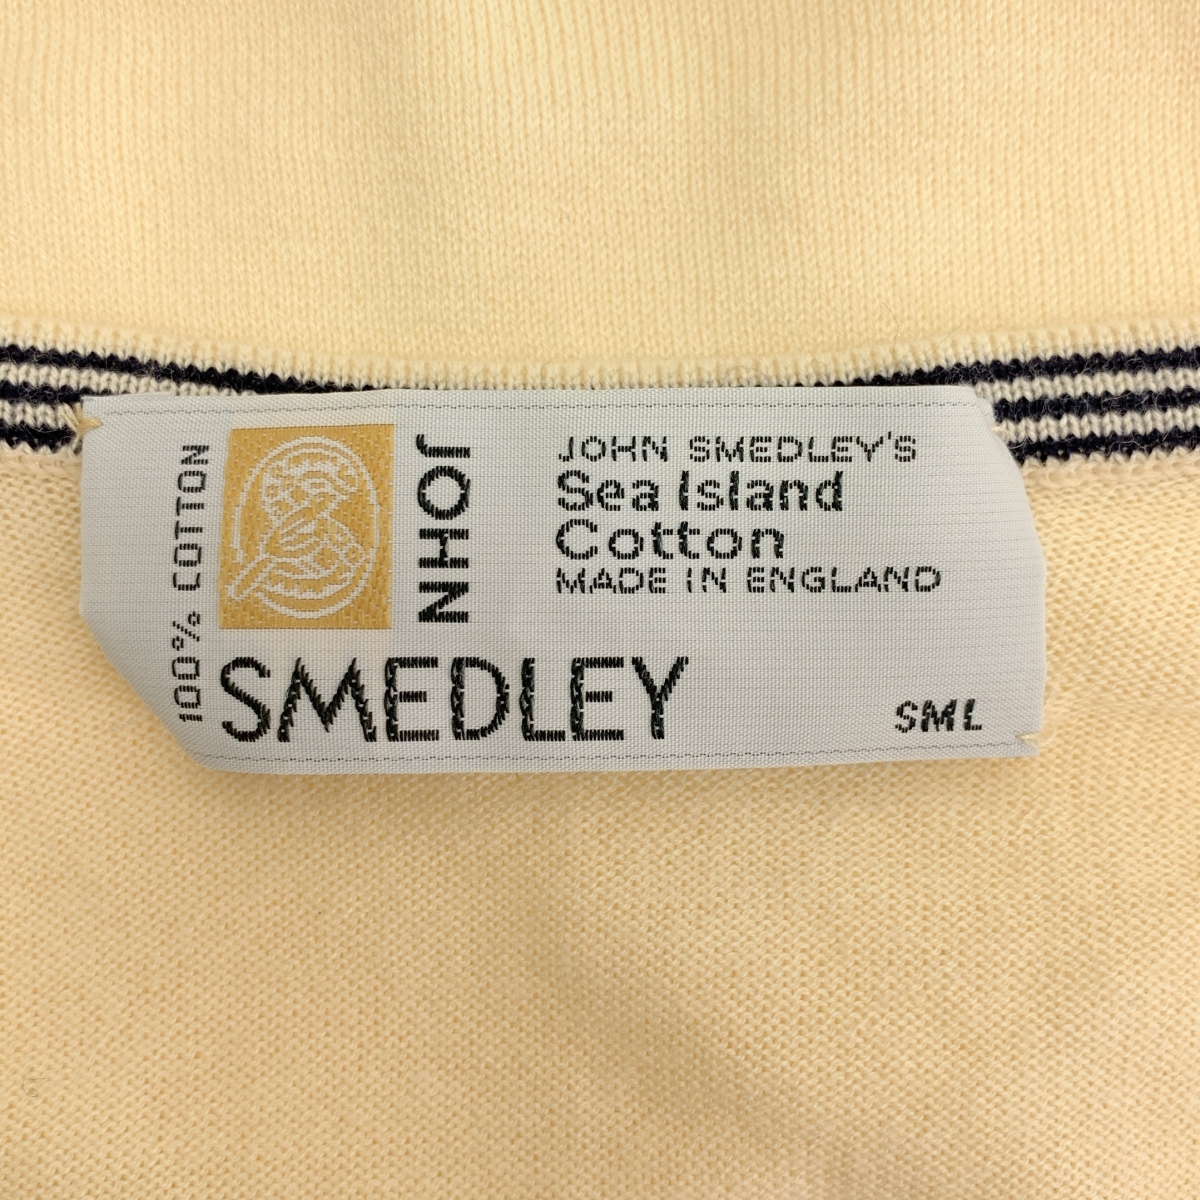 100% COTTON
JOHN
SMEDLEY
JOHN SMEDLEY'S
Sea Island
Cotton
MADE IN ENGLAND
SML